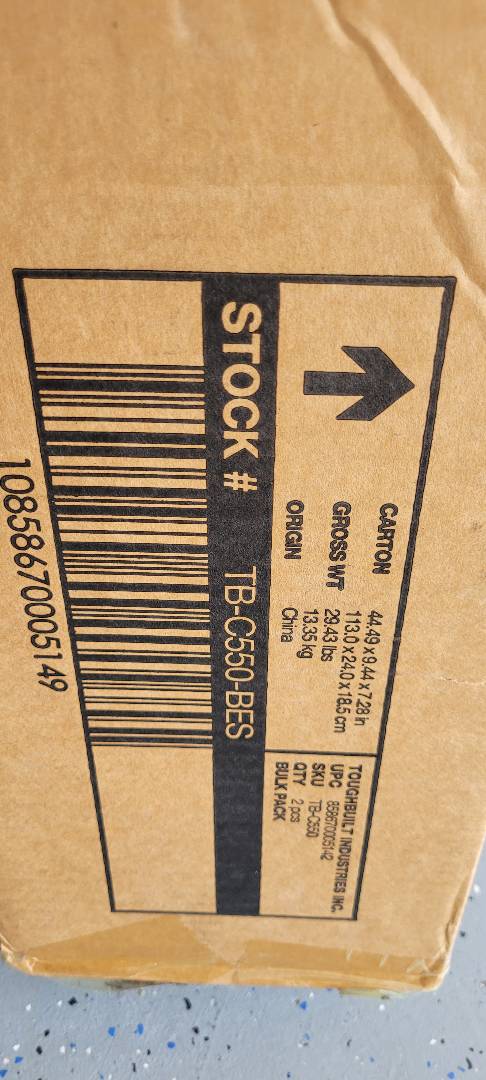 CARTON 44.49 x 9.44 x 7.28 in
113.0 x 24.0 x 18.5 cm
GROSS WT 29.43 lbs
13.35 kg
ORIGIN China
TOUGHBUILT INDUSTRIES INC.
UPC 858670005142
SKU TB-C550
QTY 2 pcs
BULK PACK
STOCK # TB-C550-BES
10858670005149